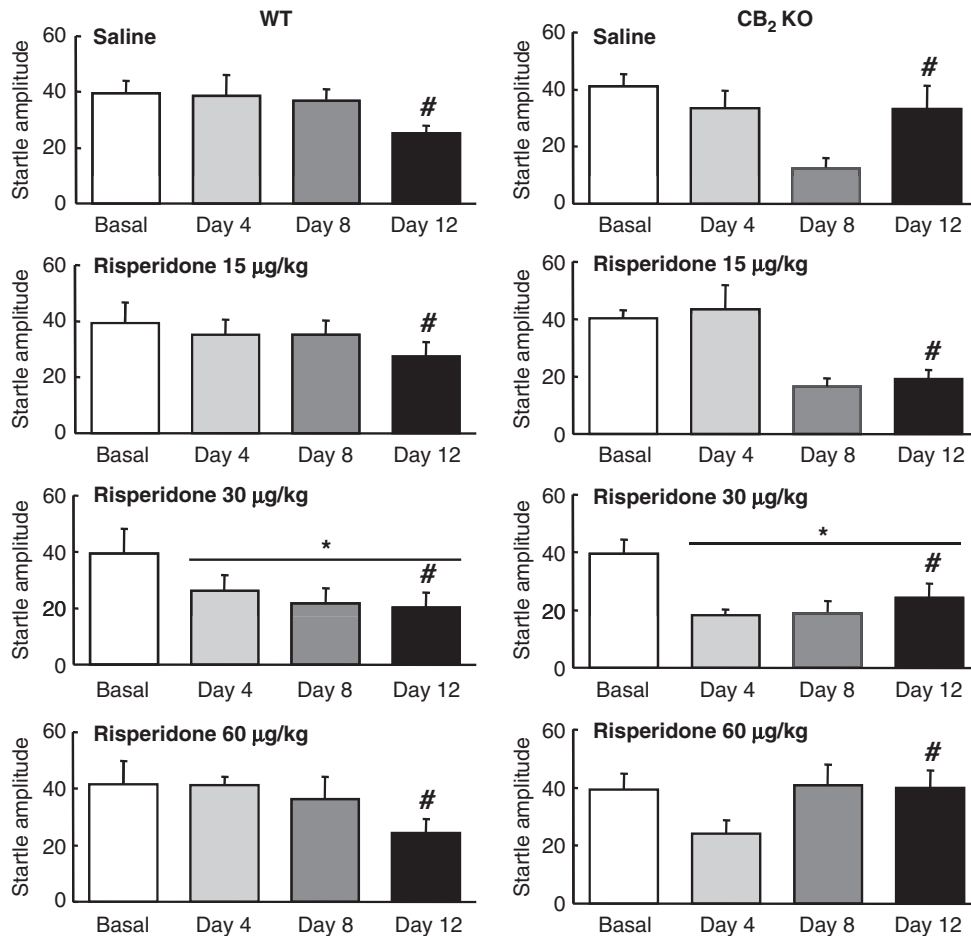 WT
CB₂ KO
Saline
Startle amplitude
60
40
20
0
#
Basal Day 4 Day 8 Day 12
Saline
Startle amplitude
60
40
20
0
#
Basal Day 4 Day 8 Day 12
Risperidone 15 μg/kg
Startle amplitude
60
40
20
0
#
Basal Day 4 Day 8 Day 12
Risperidone 15 μg/kg
Startle amplitude
60
40
20
0
#
Basal Day 4 Day 8 Day 12
Risperidone 30 μg/kg
Startle amplitude
60
40
20
0
*
#
Basal Day 4 Day 8 Day 12
Risperidone 30 μg/kg
Startle amplitude
60
40
20
0
*
#
Basal Day 4 Day 8 Day 12
Risperidone 60 μg/kg
Startle amplitude
60
40
20
0
#
Basal Day 4 Day 8 Day 12
Risperidone 60 μg/kg
Startle amplitude
60
40
20
0
#
Basal Day 4 Day 8 Day 12